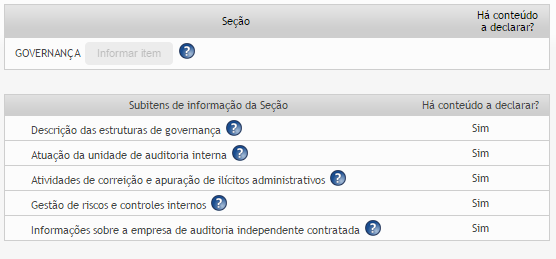 Seção
Há conteúdo
a declarar?
GOVERNANÇA Informar item ?
Subitens de informação da Seção Há conteúdo a declarar?
Descrição das estruturas de governança ? Sim
Atuação da unidade de auditoria interna ? Sim
Atividades de correição e apuração de ilícitos administrativos ? Sim
Gestão de riscos e controles internos ? Sim
Informações sobre a empresa de auditoria independente contratada ? Sim